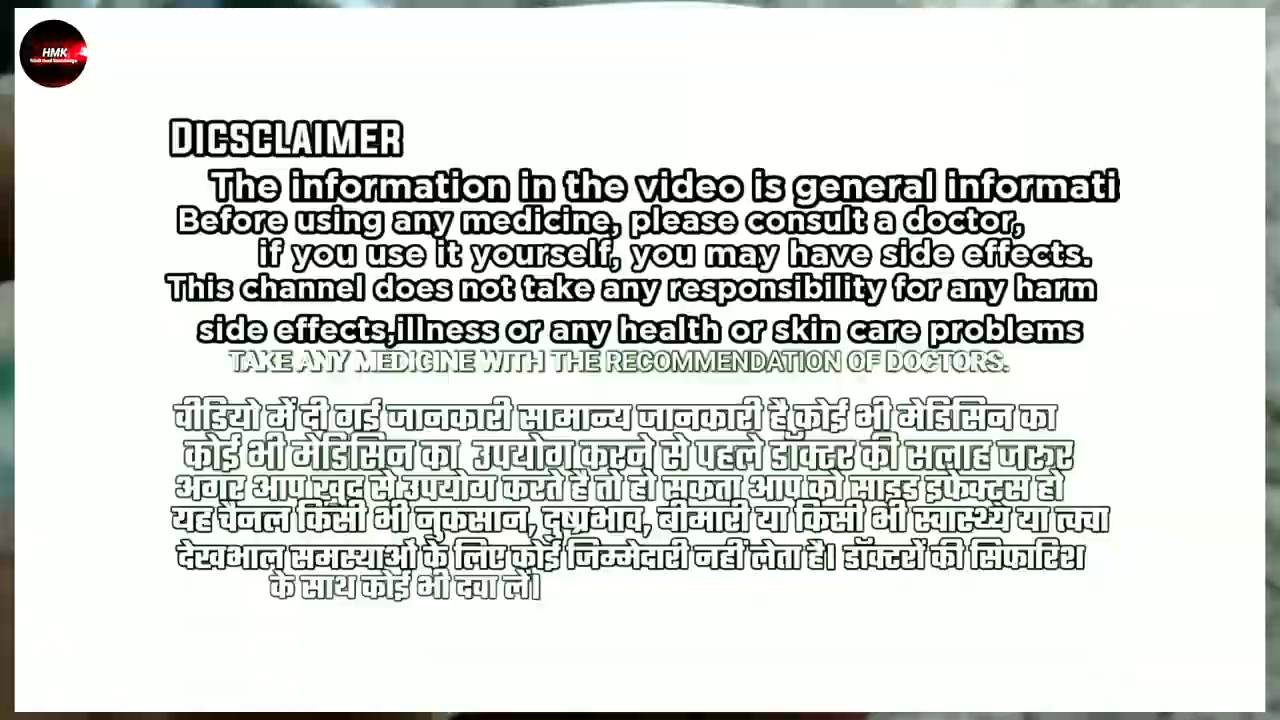 HMK
DICSCLAIMER
The information in the video is general informati
Before using any medicine, please consult a doctor,
if you use it yourself, you may have side effects.
This channel does not take any responsibility for any harm
side effects,illness or any health or skin care problems
TAKE ANY MEDICINE WITH THE RECOMMENDATION OF DOCTORS.
वीडियो में दी गई जानकारी सामान्य जानकारी है,कोई भी मेडिसिन का
कोई भी मेडिसिन का उपयोग करने से पहले डॉक्टर की सलाह जरूर
अगर आप खुद से उपयोग करते है तो हो सकता आप को साइड इफेक्ट्स हो
यह चैनल किसी भी नुकसान, दुष्प्रभाव, बीमारी या किसी भी स्वास्थ्य या त्वचा
देखभाल समस्याओं के लिए कोई जिम्मेदारी नहीं लेता है। डॉक्टरों की सिफारिश
के साथ कोई भी दवा लें।